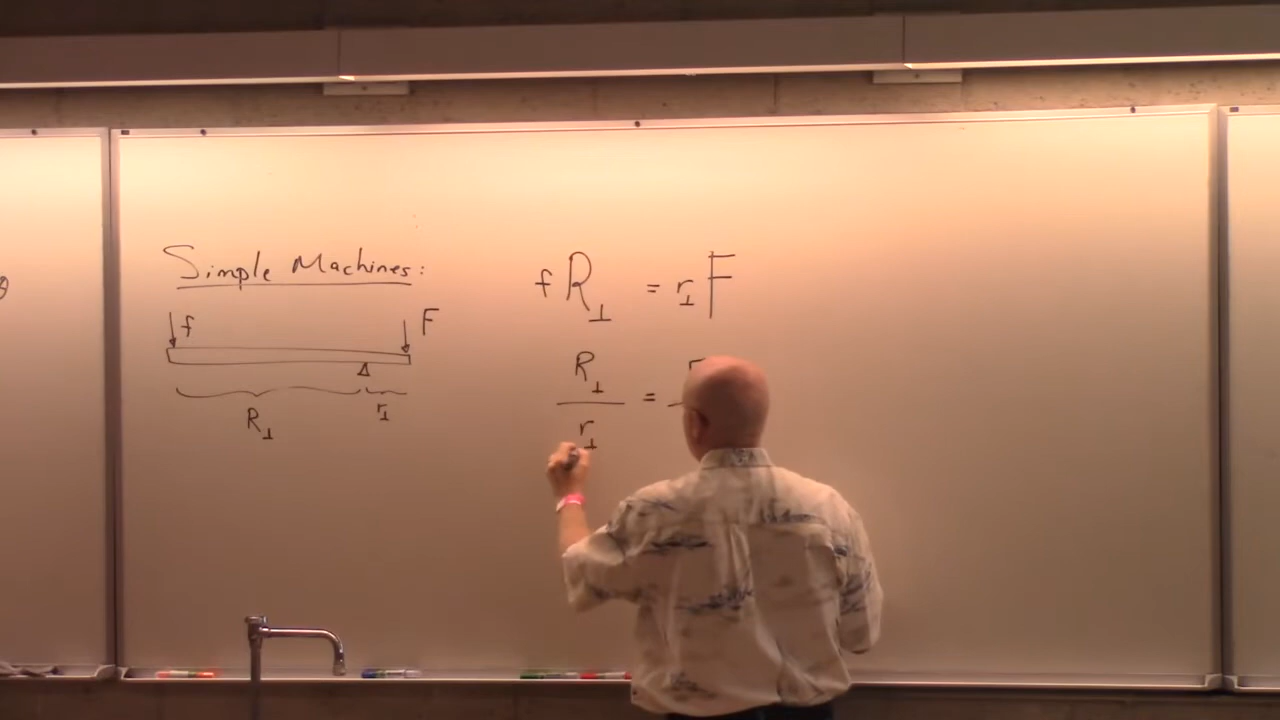 Simple Machines:
f F
R⊥ r⊥
f R⊥ = r⊥ F
R⊥ =
r⊥